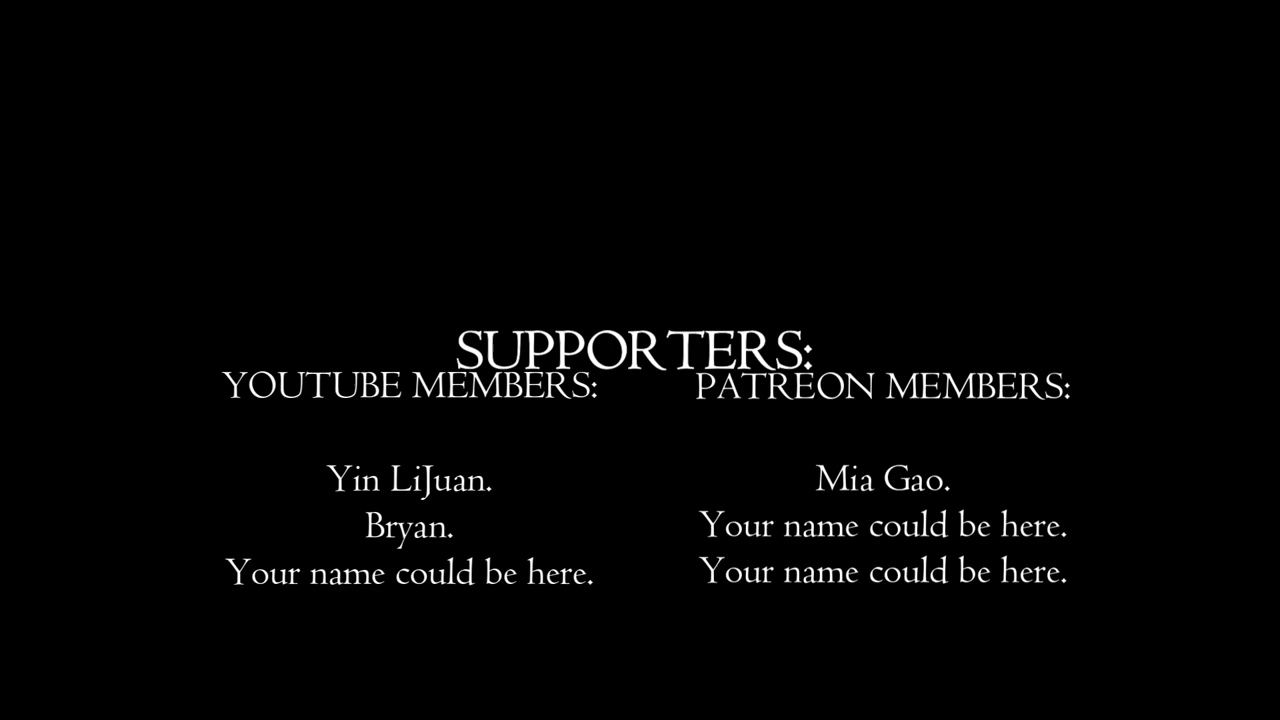 SUPPORTERS:
YOUTUBE MEMBERS:
Yin LiJuan.
Bryan.
Your name could be here.
PATREON MEMBERS:
Mia Gao.
Your name could be here.
Your name could be here.